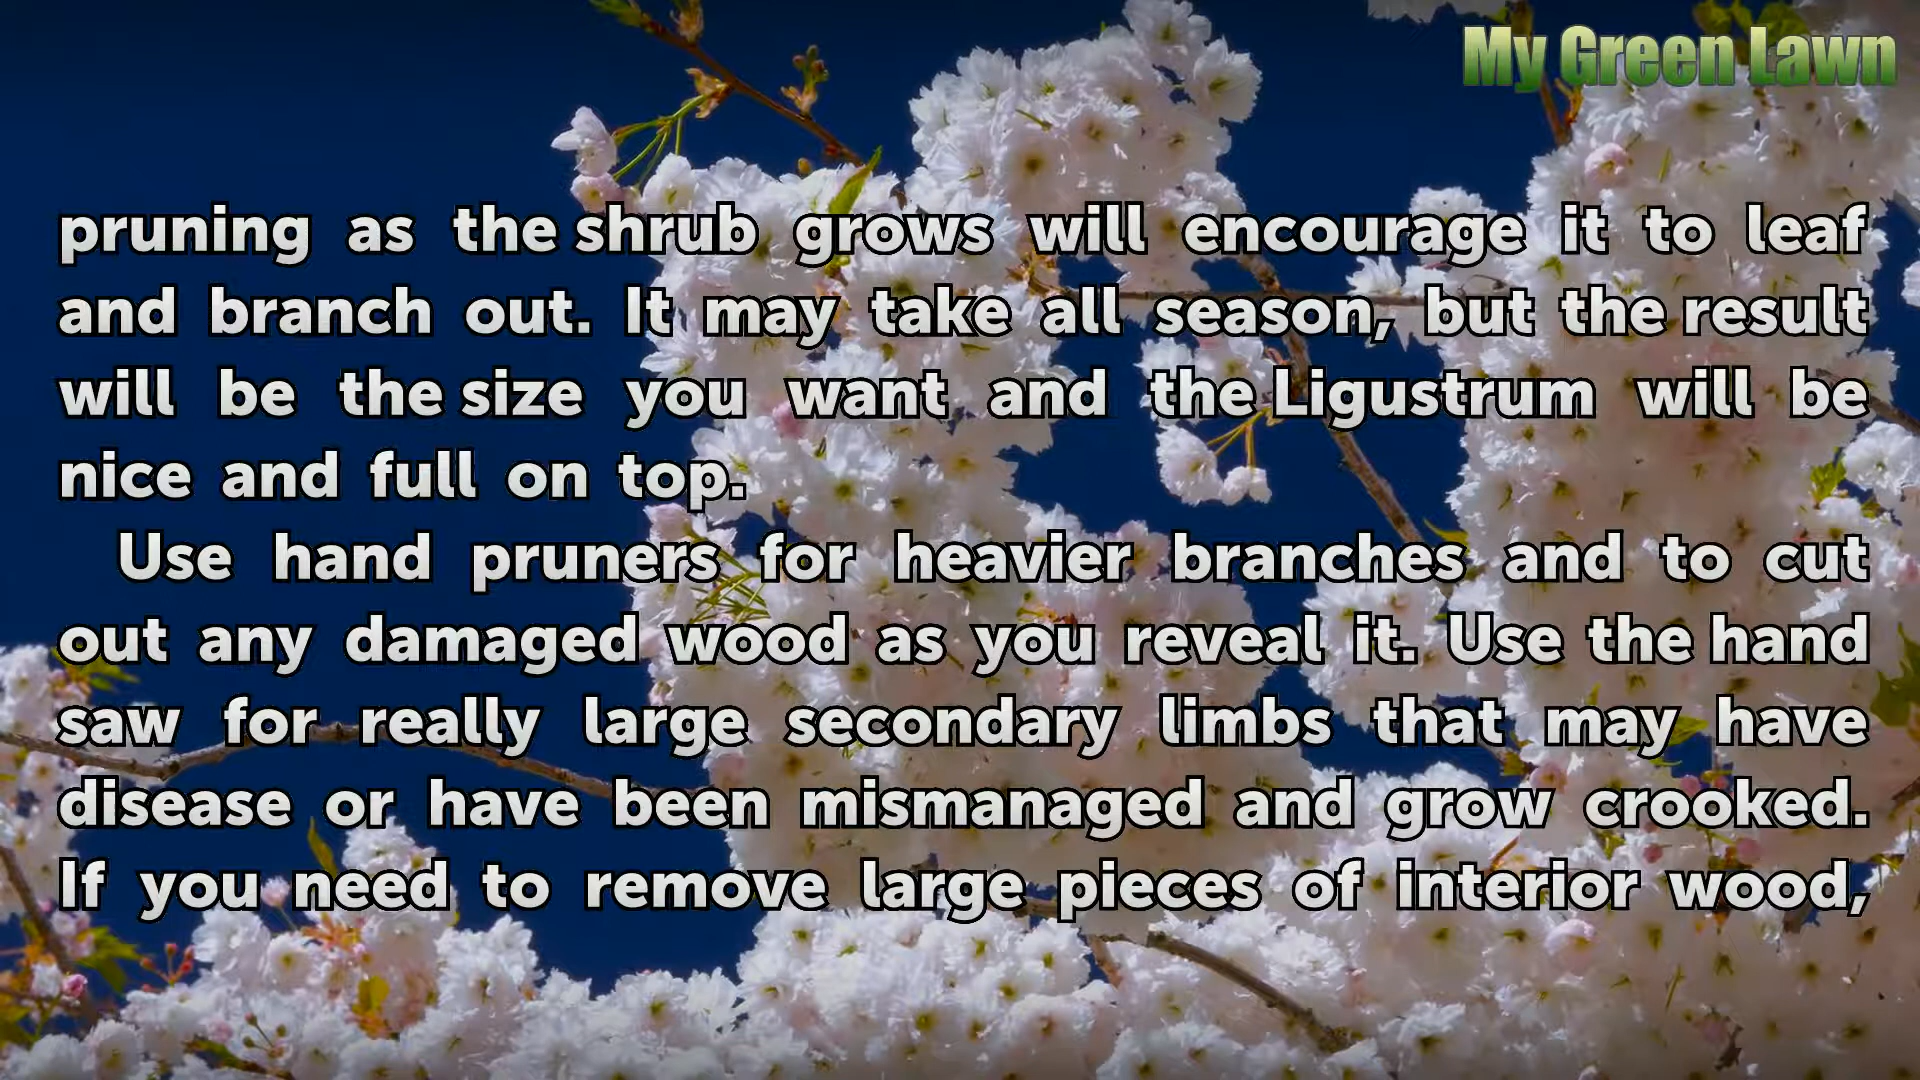 My Green Lawn
pruning as the shrub grows will encourage it to leaf
and branch out. It may take all season, but the result
will be the size you want and the Ligustrum will be
nice and full on top.
Use hand pruners for heavier branches and to cut
out any damaged wood as you reveal it. Use the hand
saw for really large secondary limbs that may have
disease or have been mismanaged and grow crooked.
If you need to remove large pieces of interior wood,